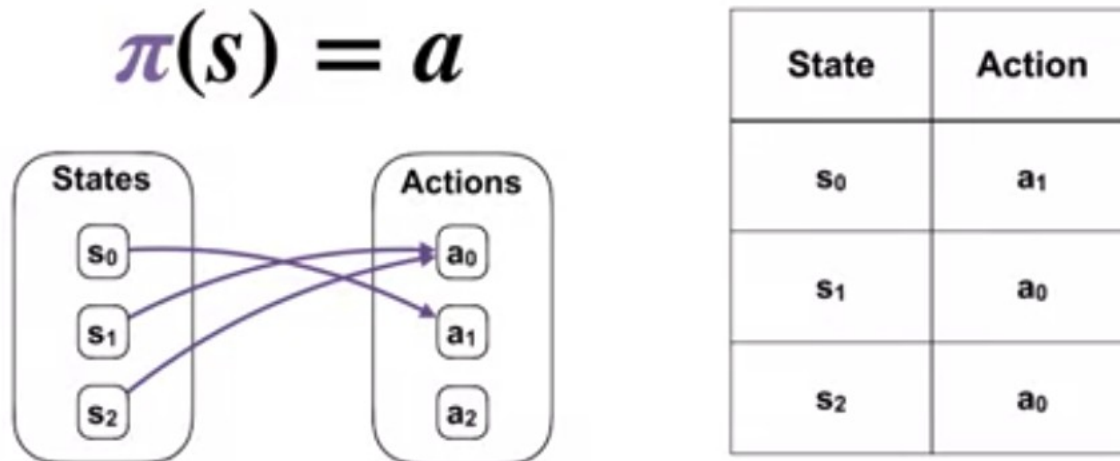 π(s) = a
States
s₀
s₁
s₂
Actions
a₀
a₁
a₂
State Action
s₀ a₁
s₁ a₀
s₂ a₀